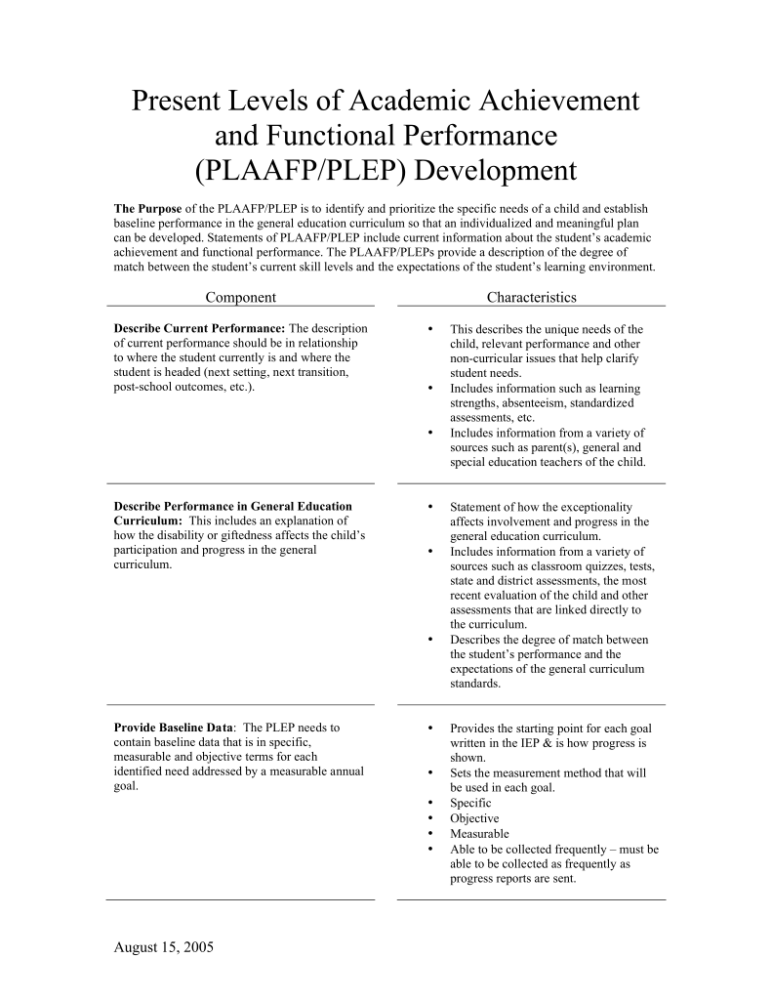 Present Levels of Academic Achievement
and Functional Performance
(PLAAFP/PLEP) Development
The Purpose of the PLAAFP/PLEP is to identify and prioritize the specific needs of a child and establish
baseline performance in the general education curriculum so that an individualized and meaningful plan
can be developed. Statements of PLAAFP/PLEP include current information about the student’s academic
achievement and functional performance. The PLAAFP/PLEPs provide a description of the degree of
match between the student’s current skill levels and the expectations of the student’s learning environment.
Component
Characteristics
Describe Current Performance: The description
of current performance should be in relationship
to where the student currently is and where the
student is headed (next setting, next transition,
post-school outcomes, etc.).
• This describes the unique needs of the
child, relevant performance and other
non-curricular issues that help clarify
student needs.
• Includes information such as learning
strengths, absenteeism, standardized
assessments, etc.
• Includes information from a variety of
sources such as parent(s), general and
special education teachers of the child.
Describe Performance in General Education
Curriculum:  This includes an explanation of
how the disability or giftedness affects the child’s
participation and progress in the general
curriculum.
• Statement of how the exceptionality
affects involvement and progress in the
general education curriculum.
• Includes information from a variety of
sources such as classroom quizzes, tests,
state and district assessments, the most
recent evaluation of the child and other
assessments that are linked directly to
the curriculum.
• Describes the degree of match between
the student’s performance and the
expectations of the general curriculum
standards.
Provide Baseline Data:  The PLEP needs to
contain baseline data that is in specific,
measurable and objective terms for each
identified need addressed by a measurable annual
goal.
• Provides the starting point for each goal
written in the IEP & is how progress is
shown.
• Sets the measurement method that will
be used in each goal.
• Specific
• Objective
• Measurable
• Able to be collected frequently – must be
able to be collected as frequently as
progress reports are sent.
August 15, 2005